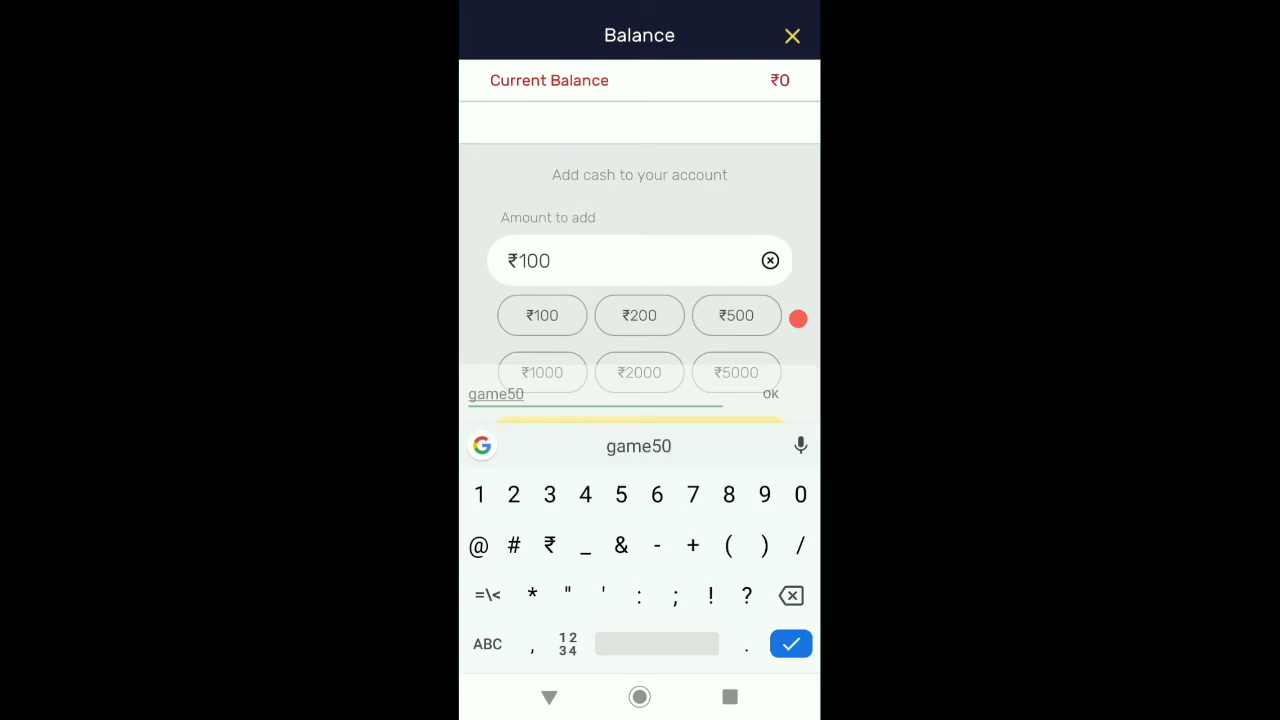 Balance
Current Balance ₹0
Add cash to your account
Amount to add
₹100
₹100 ₹200 ₹500
₹1000 ₹2000 ₹5000
game50 OK
game50
1 2 3 4 5 6 7 8 9 0
@ # ₹ _ & - + ( ) /
=\< * " ' : ; ! ?
ABC , 12 34 .